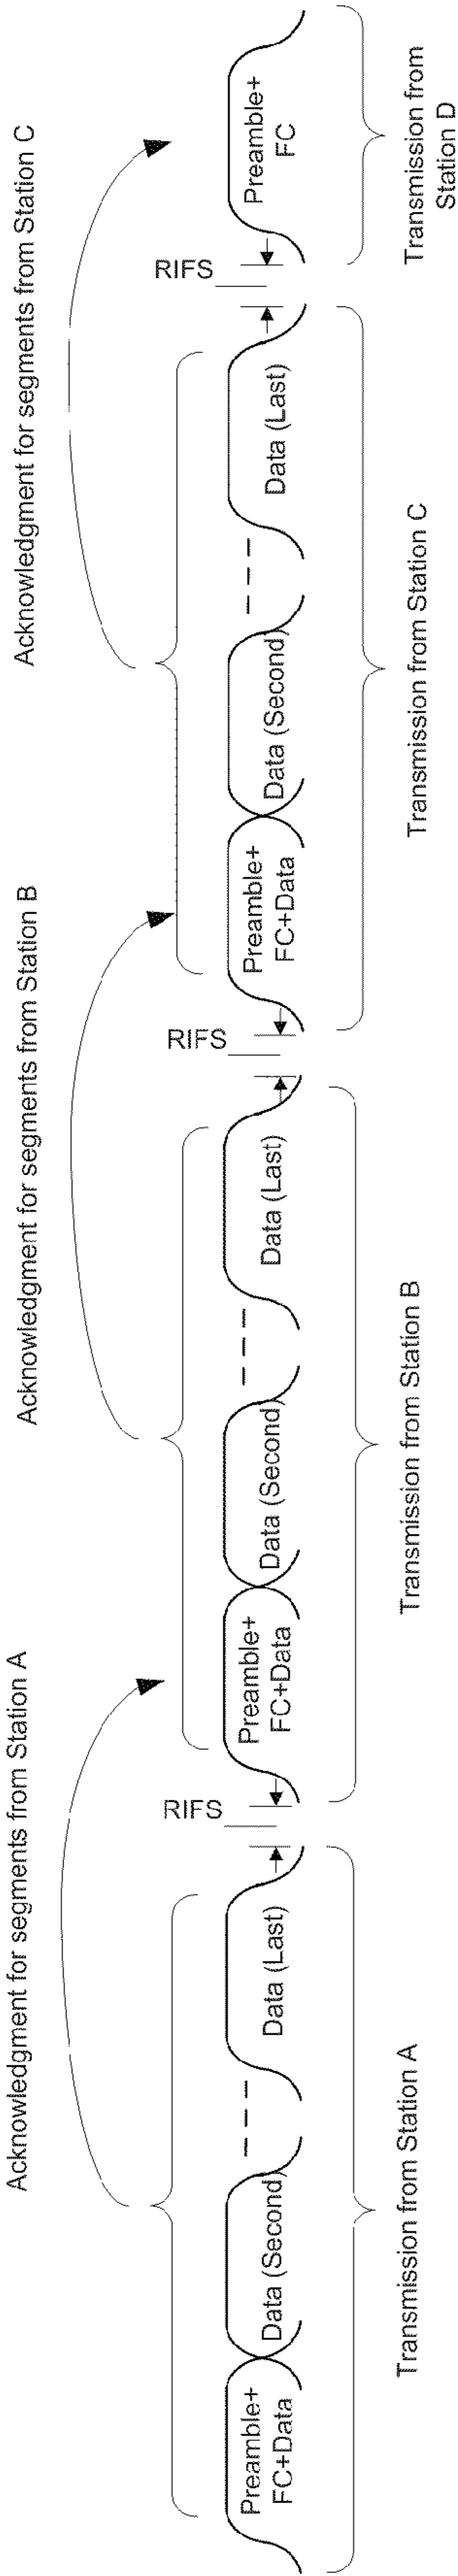 Acknowledgment for segments from Station A
Acknowledgment for segments from Station B
Acknowledgment for segments from Station C
RIFS
RIFS
RIFS
Preamble+
FC+Data
Data (Second)
Data (Last)
Preamble+
FC+Data
Data (Second)
Data (Last)
Preamble+
FC+Data
Data (Second)
Data (Last)
Preamble+
FC
Transmission from Station A
Transmission from Station B
Transmission from Station C
Transmission from
Station D